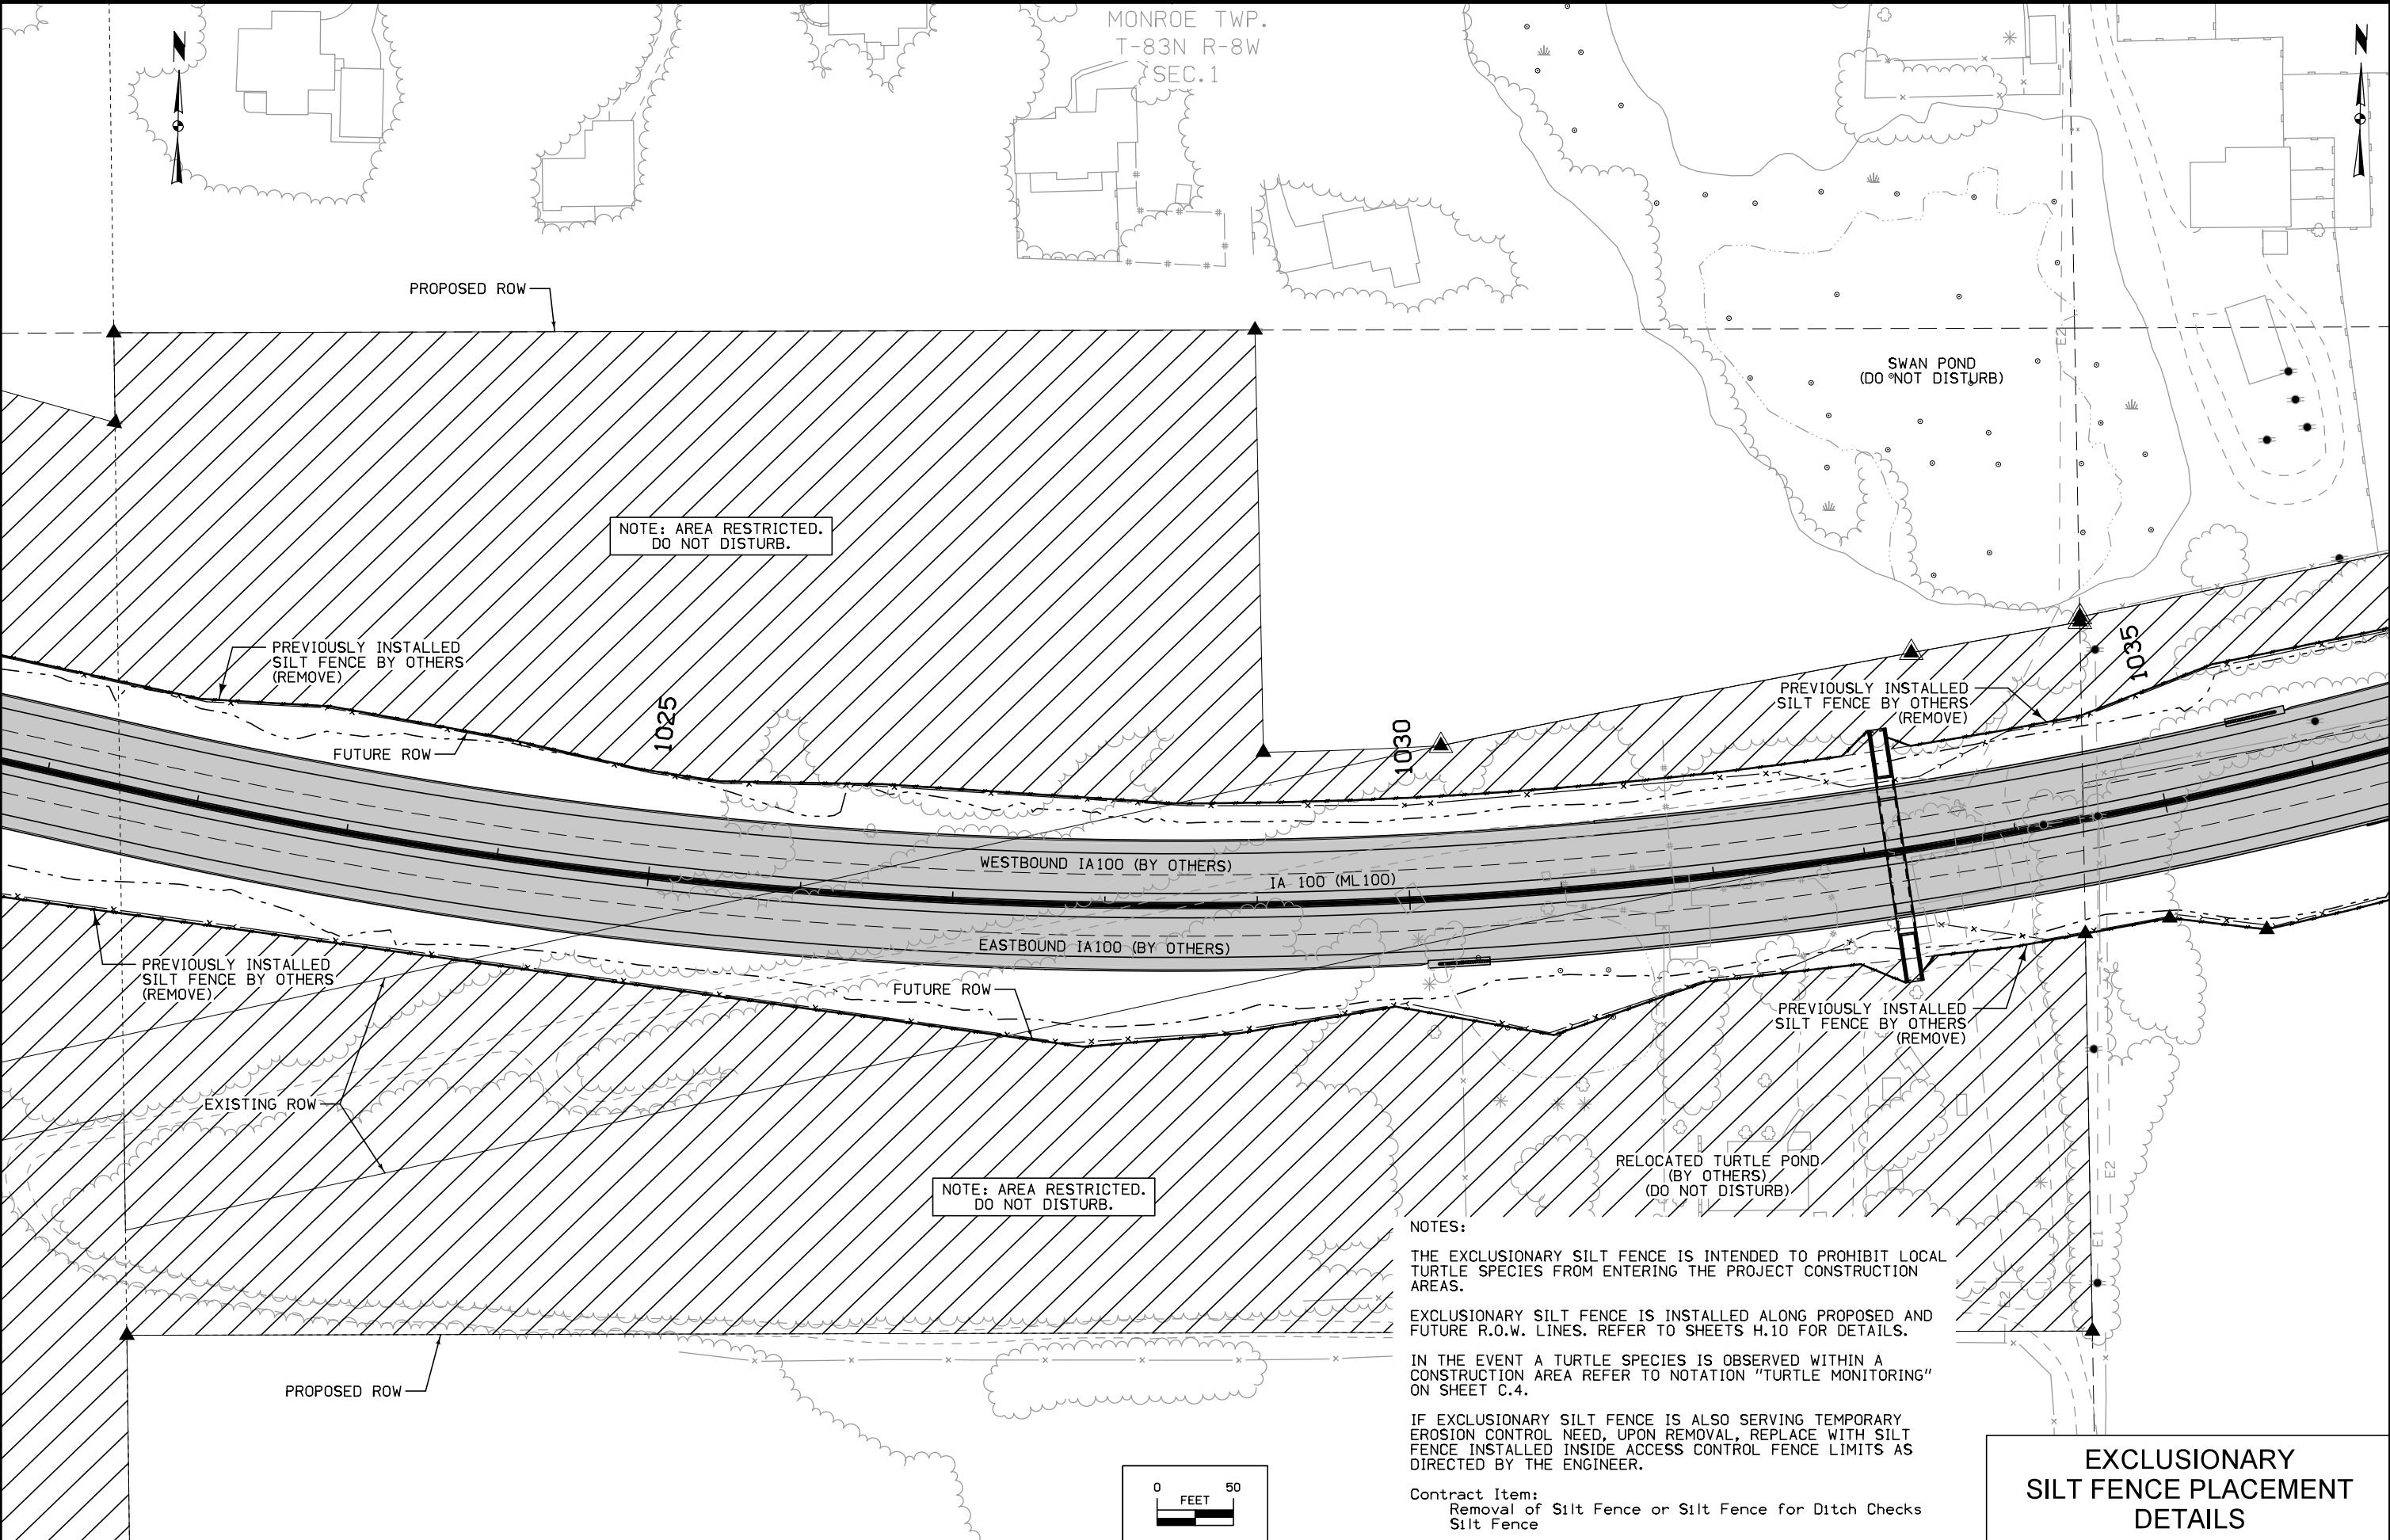 MONROE TWP.
T-83N R-8W
SEC.1
N
N
PROPOSED ROW
SWAN POND
(DO NOT DISTURB)
E2
NOTE: AREA RESTRICTED.
DO NOT DISTURB.
PREVIOUSLY INSTALLED
SILT FENCE BY OTHERS
(REMOVE)
FUTURE ROW
1025
1030
PREVIOUSLY INSTALLED
SILT FENCE BY OTHERS
(REMOVE)
1035
WESTBOUND IA100 (BY OTHERS)
IA 100 (ML100)
EASTBOUND IA100 (BY OTHERS)
PREVIOUSLY INSTALLED
SILT FENCE BY OTHERS
(REMOVE)
FUTURE ROW
PREVIOUSLY INSTALLED
SILT FENCE BY OTHERS
(REMOVE)
EXISTING ROW
NOTE: AREA RESTRICTED.
DO NOT DISTURB.
RELOCATED TURTLE POND
(BY OTHERS)
(DO NOT DISTURB)
E2
E1
E2
PROPOSED ROW
NOTES:
THE EXCLUSIONARY SILT FENCE IS INTENDED TO PROHIBIT LOCAL
TURTLE SPECIES FROM ENTERING THE PROJECT CONSTRUCTION
AREAS.
EXCLUSIONARY SILT FENCE IS INSTALLED ALONG PROPOSED AND
FUTURE R.O.W. LINES. REFER TO SHEETS H.10 FOR DETAILS.
IN THE EVENT A TURTLE SPECIES IS OBSERVED WITHIN A
CONSTRUCTION AREA REFER TO NOTATION "TURTLE MONITORING"
ON SHEET C.4.
IF EXCLUSIONARY SILT FENCE IS ALSO SERVING TEMPORARY
EROSION CONTROL NEED, UPON REMOVAL, REPLACE WITH SILT
FENCE INSTALLED INSIDE ACCESS CONTROL FENCE LIMITS AS
DIRECTED BY THE ENGINEER.
Contract Item:
Removal of Silt Fence or Silt Fence for Ditch Checks
Silt Fence
0 50
FEET
EXCLUSIONARY
SILT FENCE PLACEMENT
DETAILS